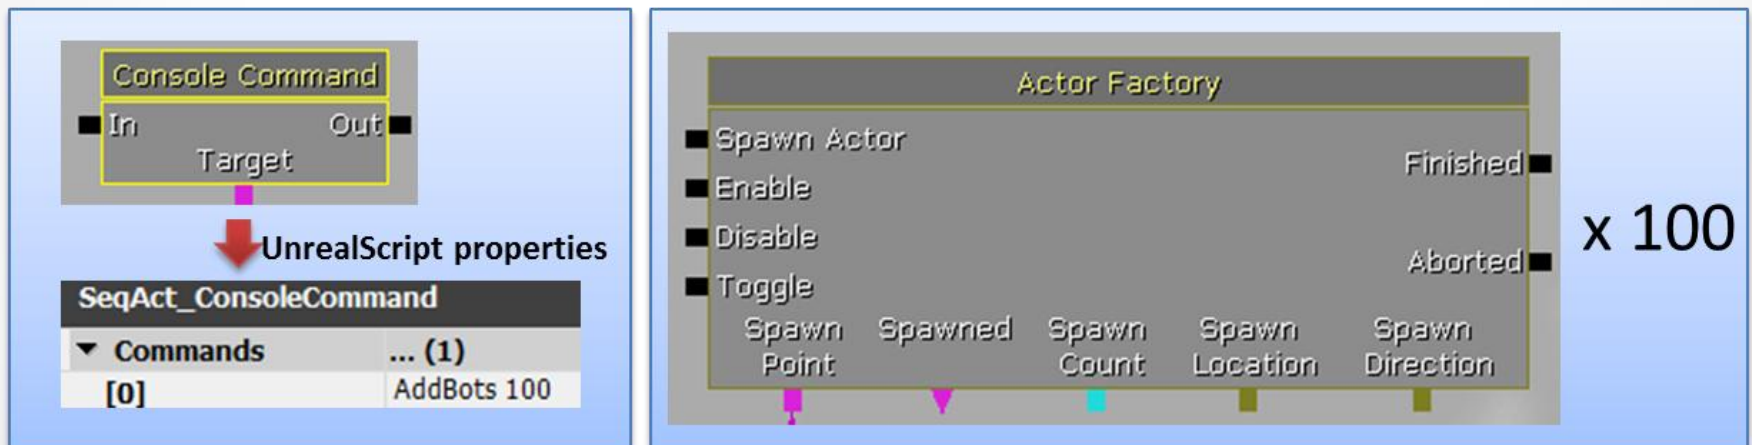 Console Command
In Out
Target
UnrealScript properties
SeqAct_ConsoleCommand
Commands ... (1)
[0] AddBots 100
Actor Factory
Spawn Actor
Finished
Enable
Disable
Aborted
Toggle
Spawn Point
Spawned
Spawn Count
Spawn Location
Spawn Direction
x 100